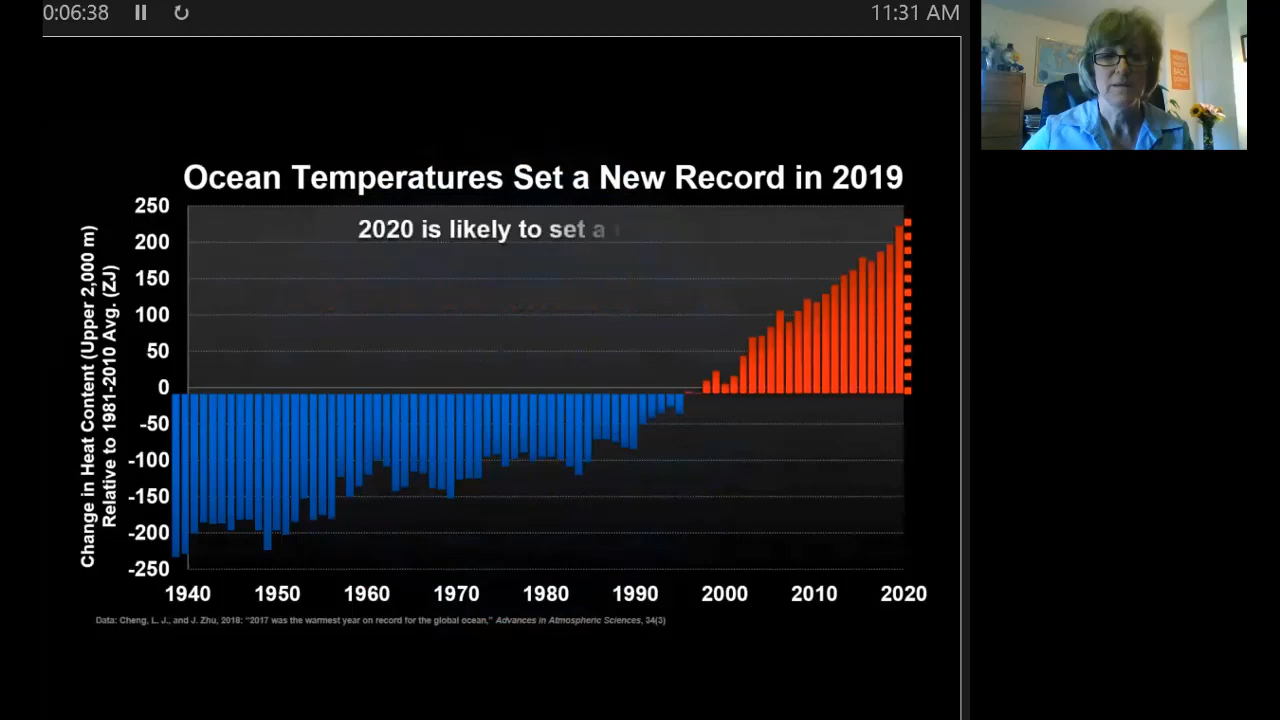 0:06:38
11:31 AM
Ocean Temperatures Set a New Record in 2019
2020 is likely to set a
Change in Heat Content (Upper 2,000 m)
Relative to 1981-2010 Avg. (ZJ)
250
200
150
100
50
0
-50
-100
-150
-200
-250
1940 1950 1960 1970 1980 1990 2000 2010 2020
Data: Cheng, L. J., and J. Zhu, 2018: "2017 was the warmest year on record for the global ocean," Advances in Atmospheric Sciences, 34(3)